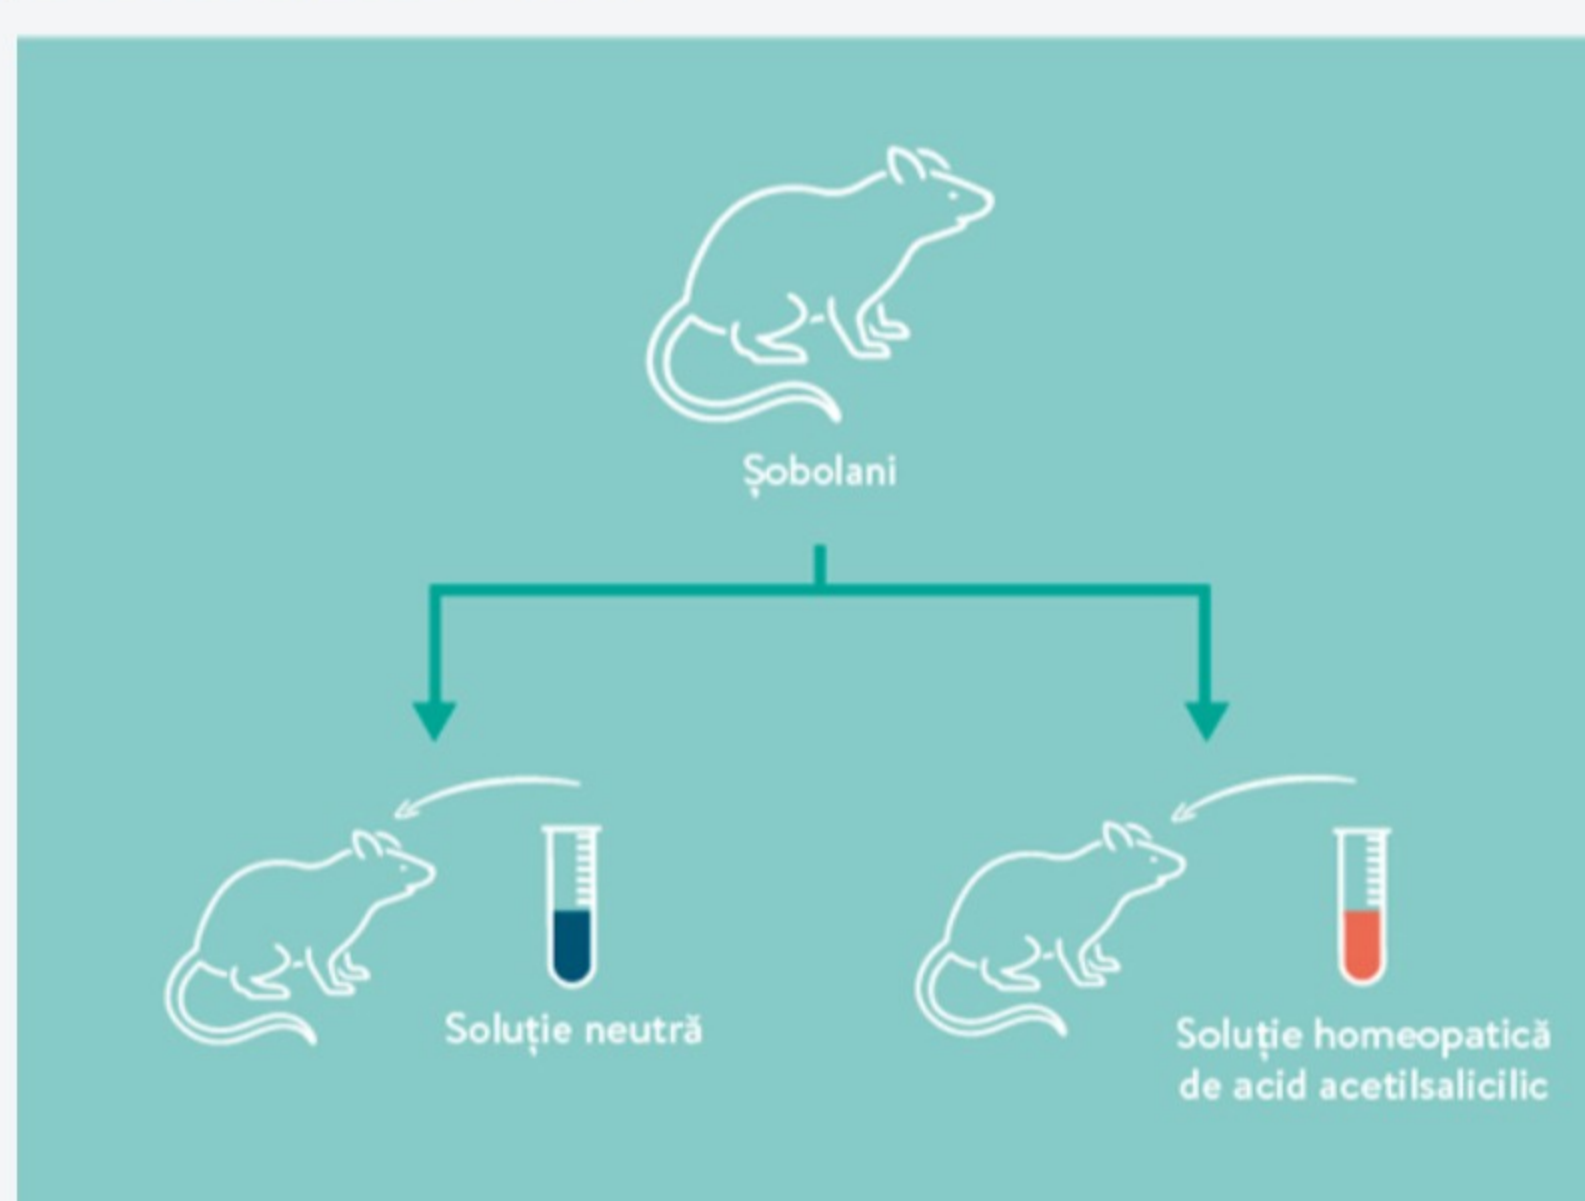 Șobolani
Soluție neutră
Soluție homeopatică
de acid acetilsalicilic